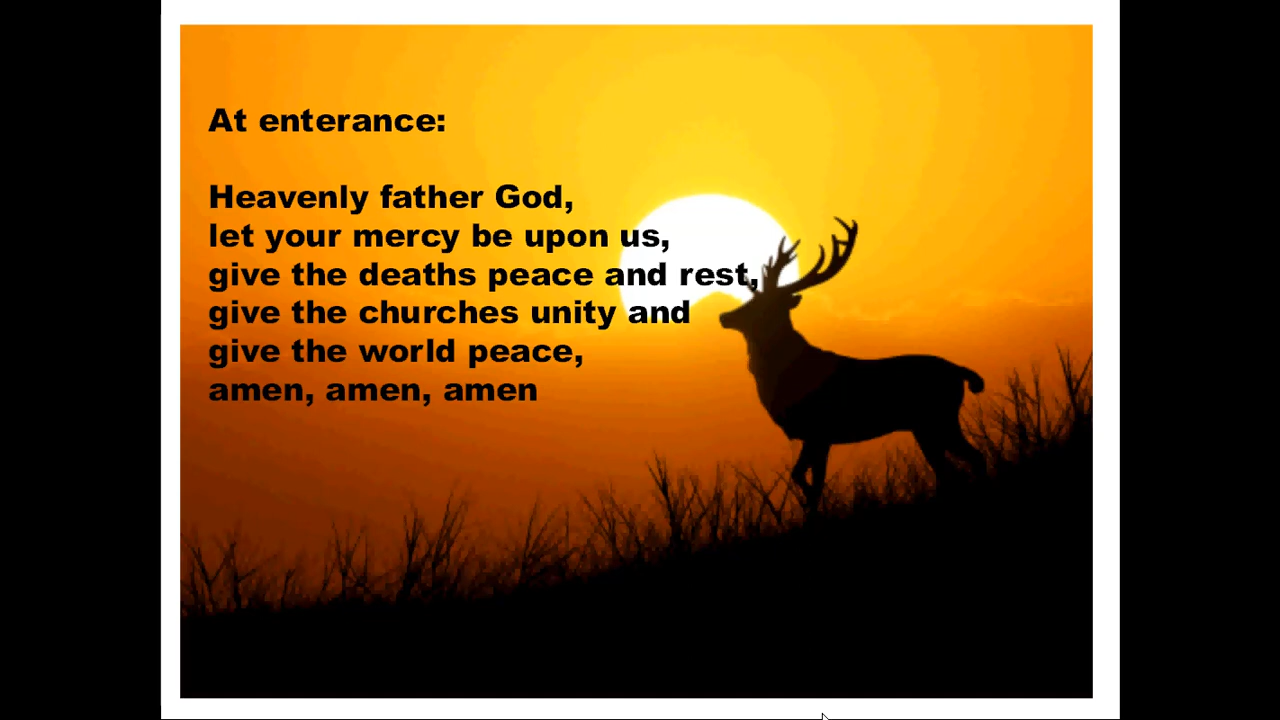 At enterance:
Heavenly father God,
let your mercy be upon us,
give the deaths peace and rest,
give the churches unity and
give the world peace,
amen, amen, amen